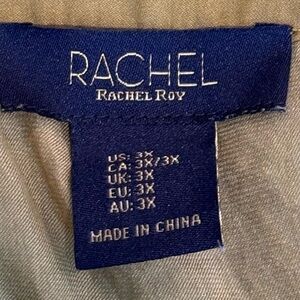 RACHEL
RACHEL ROY
US: 3X
CA: 3X/3X
UK: 3X
EU: 3X
AU: 3X
MADE IN CHINA